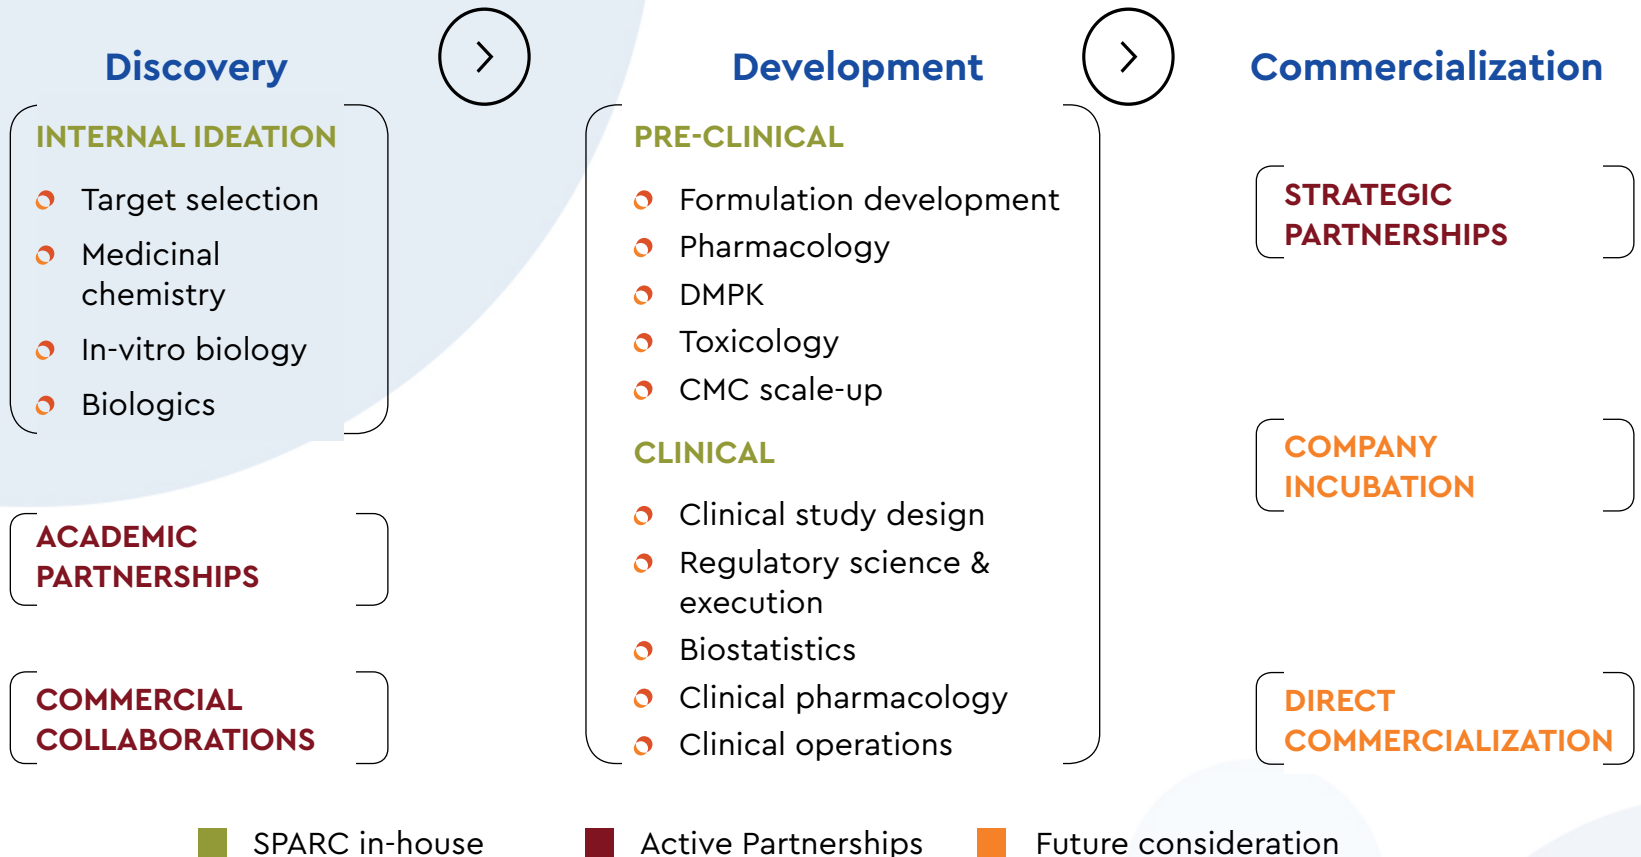 Discovery
INTERNAL IDEATION
Target selection
Medicinal
chemistry
In-vitro biology
Biologics
ACADEMIC
PARTNERSHIPS
COMMERCIAL
COLLABORATIONS
Development
PRE-CLINICAL
Formulation development
Pharmacology
DMPK
Toxicology
CMC scale-up
CLINICAL
Clinical study design
Regulatory science &
execution
Biostatistics
Clinical pharmacology
Clinical operations
Commercialization
STRATEGIC
PARTNERSHIPS
COMPANY
INCUBATION
DIRECT
COMMERCIALIZATION
SPARC in-house
Active Partnerships
Future consideration